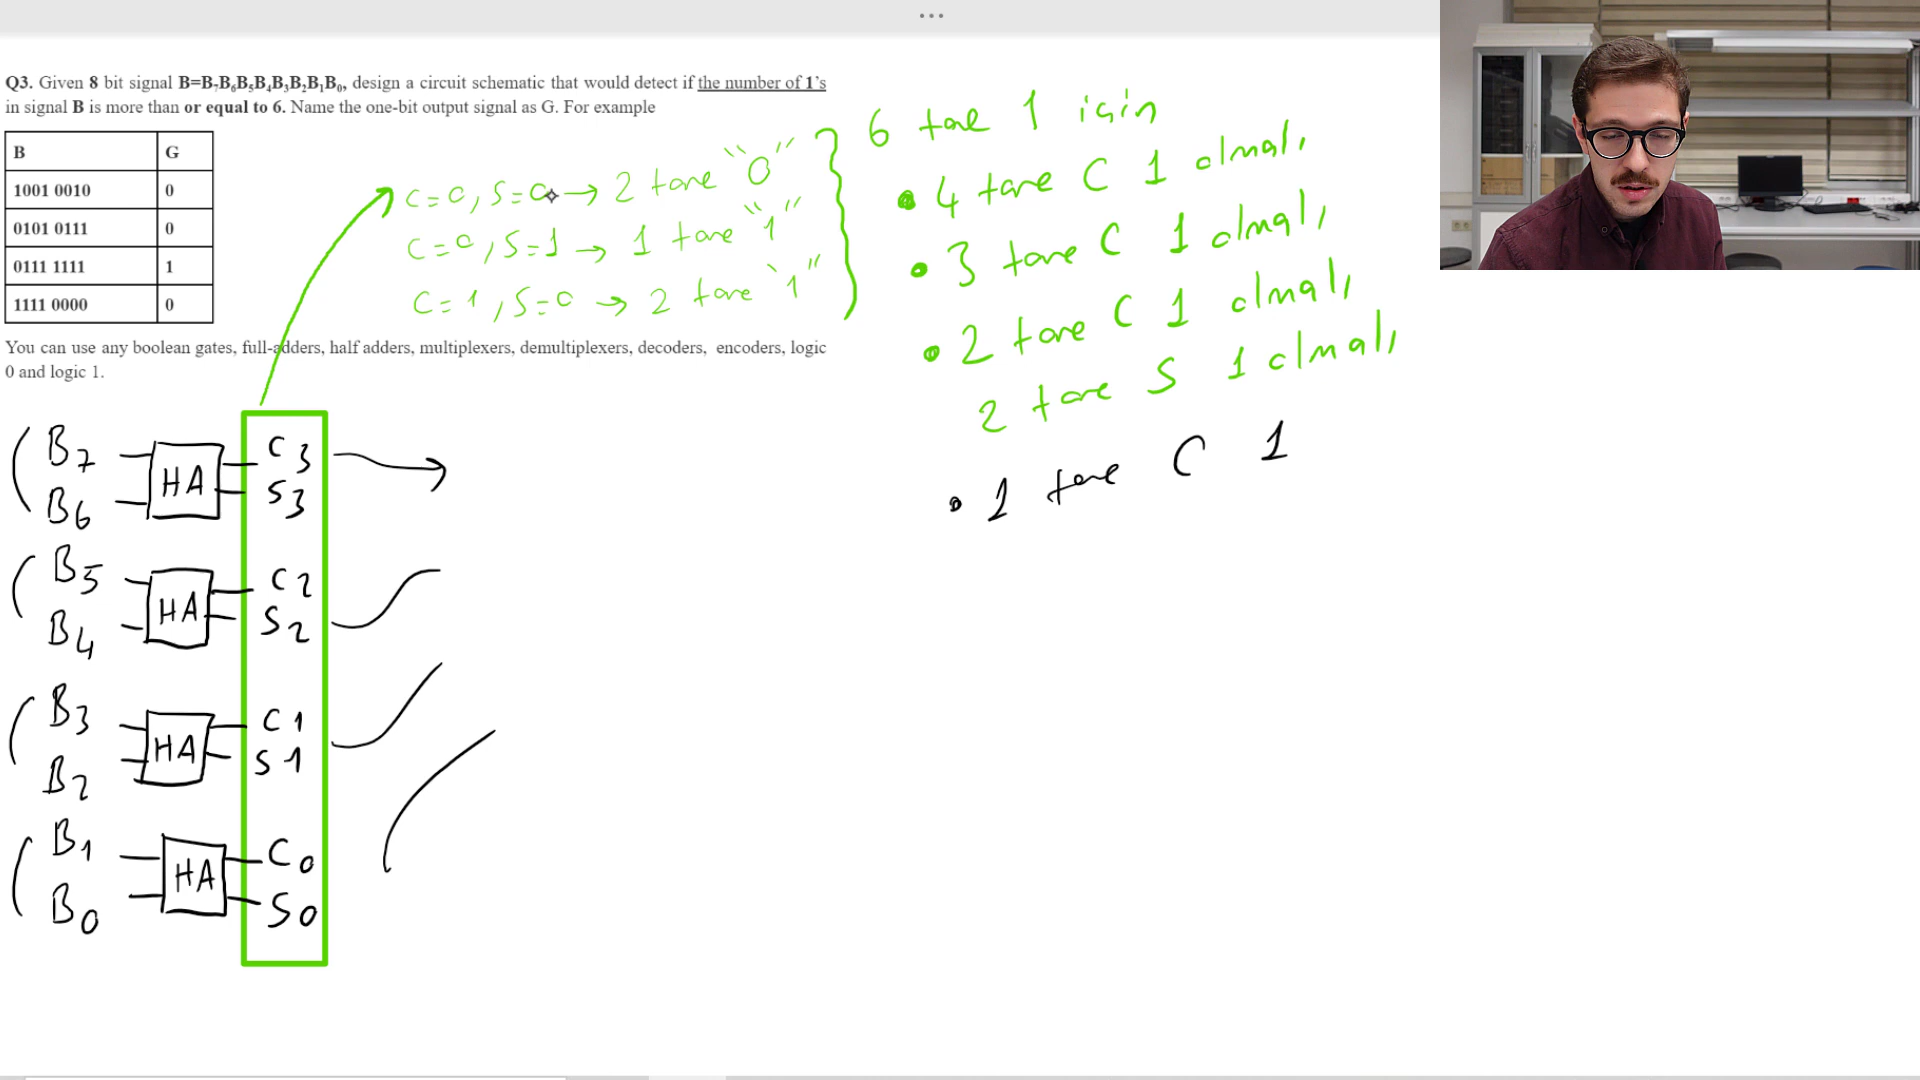 Q3. Given 8 bit signal B=B₇B₆B₅B₄B₃B₂B₁B₀, design a circuit schematic that would detect if the number of 1's
in signal B is more than or equal to 6. Name the one-bit output signal as G. For example
B G
1001 0010 0
0101 0111 0
0111 1111 1
1111 0000 0
You can use any boolean gates, full-adders, half adders, multiplexers, demultiplexers, decoders, encoders, logic
0 and logic 1.
C=0, S=0 → 2 tane "0"
C=0, S=1 → 1 tane "1"
C=1, S=0 → 2 tane "1"
6 tane 1 için
• 4 tane C 1 olmalı
• 3 tane C 1 olmalı
• 2 tane C 1 olmalı
2 tane S 1 olmalı
• 1 tane C 1
B7
B6
HA
C3
S3
B5
B4
HA
C2
S2
B3
B2
HA
C1
S1
B1
B0
HA
C0
S0